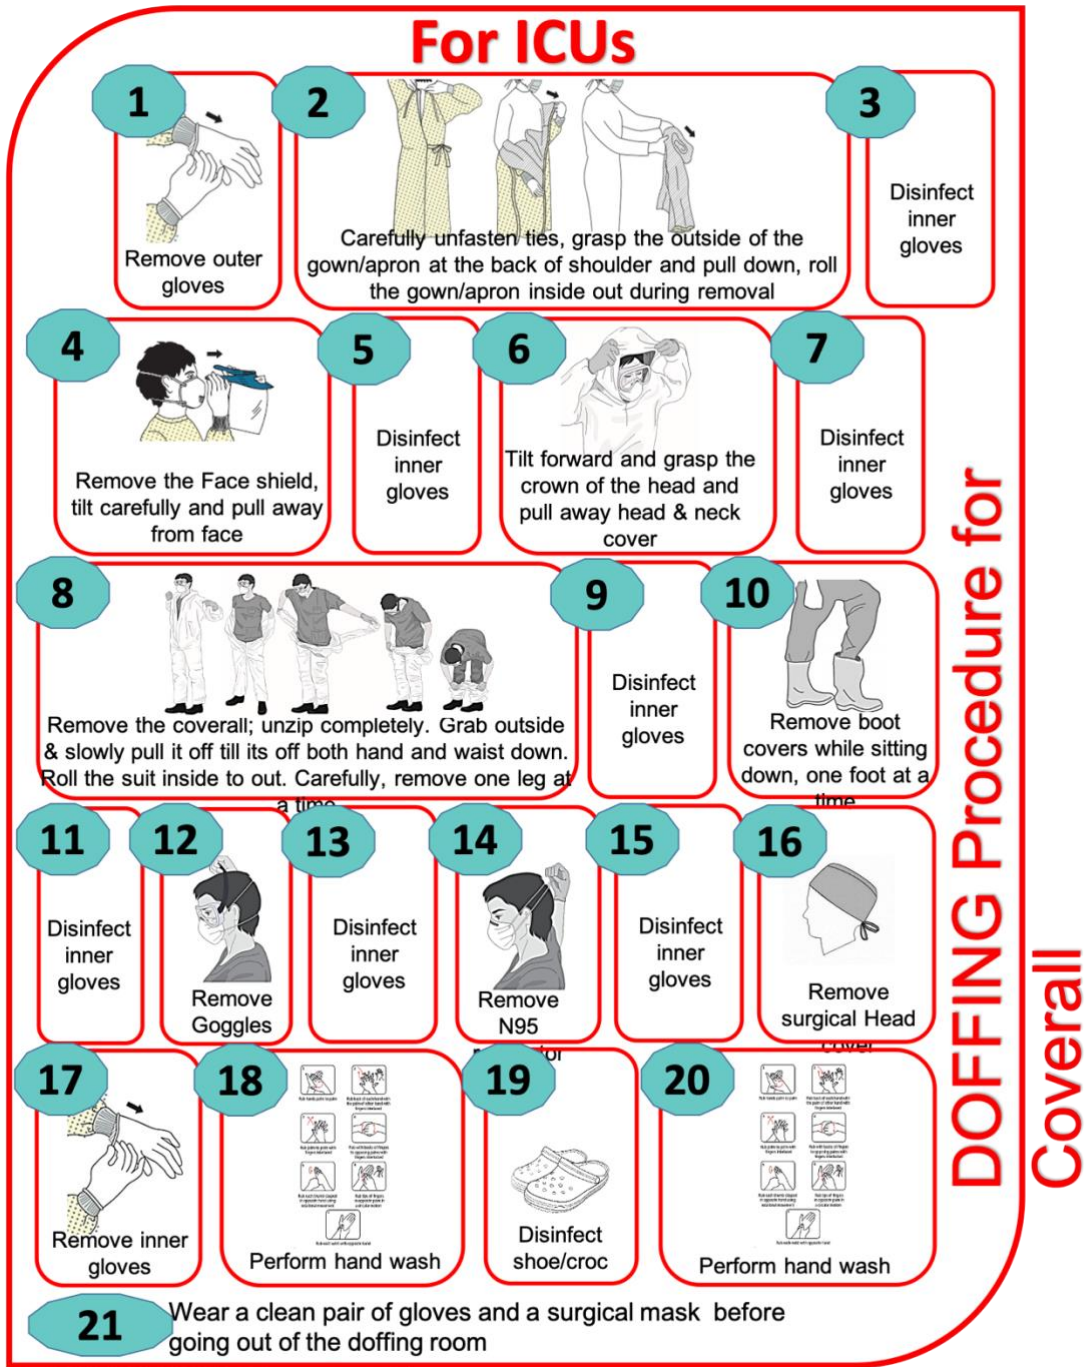 For ICUs
1
Remove outer
gloves
2
Carefully unfasten ties, grasp the outside of the
gown/apron at the back of shoulder and pull down, roll
the gown/apron inside out during removal
3
Disinfect
inner
gloves
4
Remove the Face shield,
tilt carefully and pull away
from face
5
Disinfect
inner
gloves
6
Tilt forward and grasp the
crown of the head and
pull away head & neck
cover
7
Disinfect
inner
gloves
8
Remove the coverall; unzip completely. Grab outside
& slowly pull it off till its off both hand and waist down.
Roll the suit inside to out. Carefully, remove one leg at
a time
9
Disinfect
inner
gloves
10
Remove boot
covers while sitting
down, one foot at a
time
11
Disinfect
inner
gloves
12
Remove
Goggles
13
Disinfect
inner
gloves
14
Remove
N95
15
Disinfect
inner
gloves
16
Remove
surgical Head
cover
17
Remove inner
gloves
18
Perform hand wash
19
Disinfect
shoe/croc
20
Perform hand wash
21
Wear a clean pair of gloves and a surgical mask before
going out of the doffing room
DOFFING Procedure for
Coverall